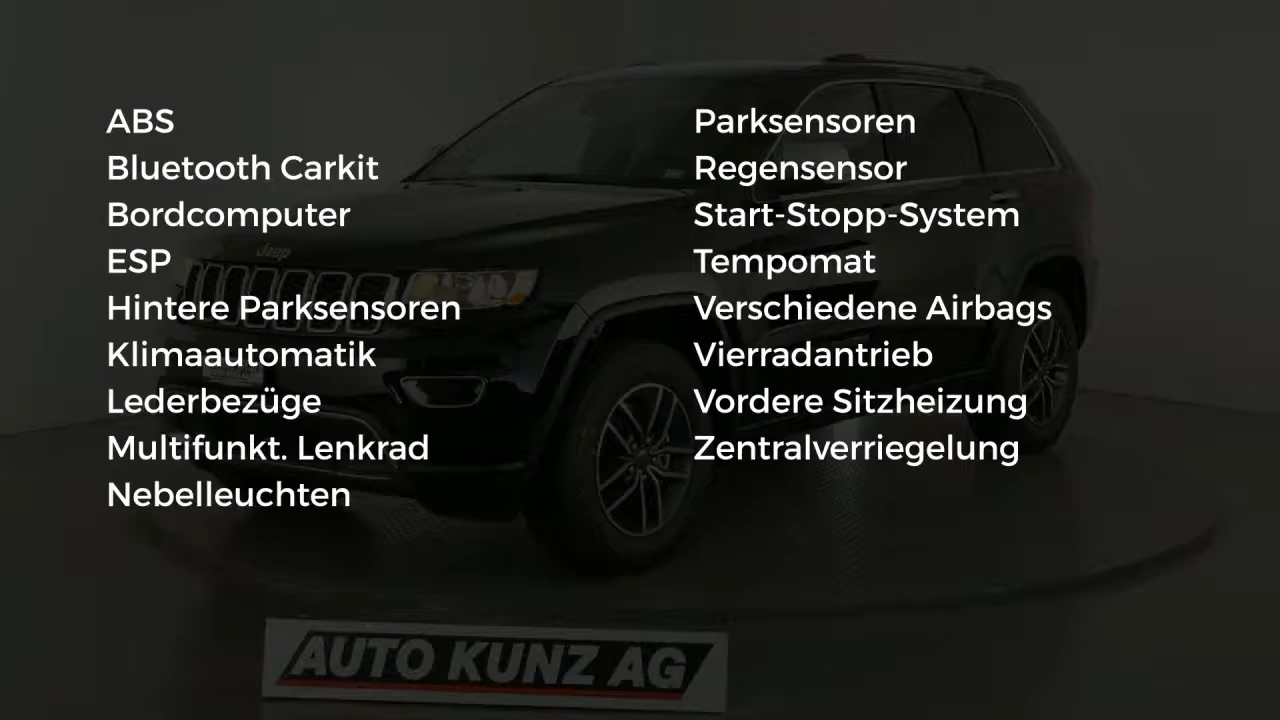 ABS
Bluetooth Carkit
Bordcomputer
ESP
Hintere Parksensoren
Klimaautomatik
Lederbezüge
Multifunkt. Lenkrad
Nebelleuchten
Parksensoren
Regensensor
Start-Stopp-System
Tempomat
Verschiedene Airbags
Vierradantrieb
Vordere Sitzheizung
Zentralverriegelung
Jeep
AUTO KUNZ AG